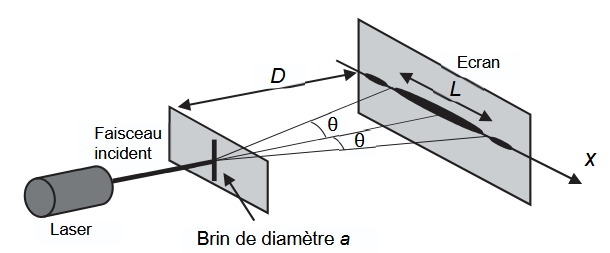 Ecran
D
L
θ
θ
Faisceau
incident
x
Laser
Brin de diamètre a